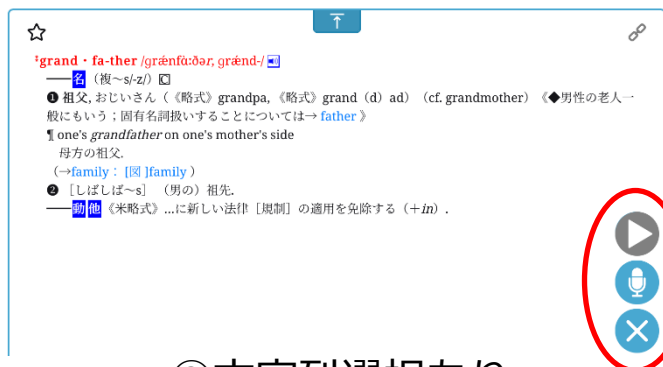 ‡grand・fa-ther /grǽnfɑ̀ːðər, grǽnd-/
――名（複～s/-z/）C
❶ 祖父, おじいさん（《略式》grandpa, 《略式》grand（d）ad）（cf. grandmother）《◆男性の老人一
般にもいう；固有名詞扱いすることについては→ father 》
¶ one's grandfather on one's mother's side
母方の祖父.
（→family： [図 ]family ）
❷ ［しばしば～s］（男の）祖先.
――動 他《米略式》…に新しい法律［規制］の適用を免除する（＋in）.